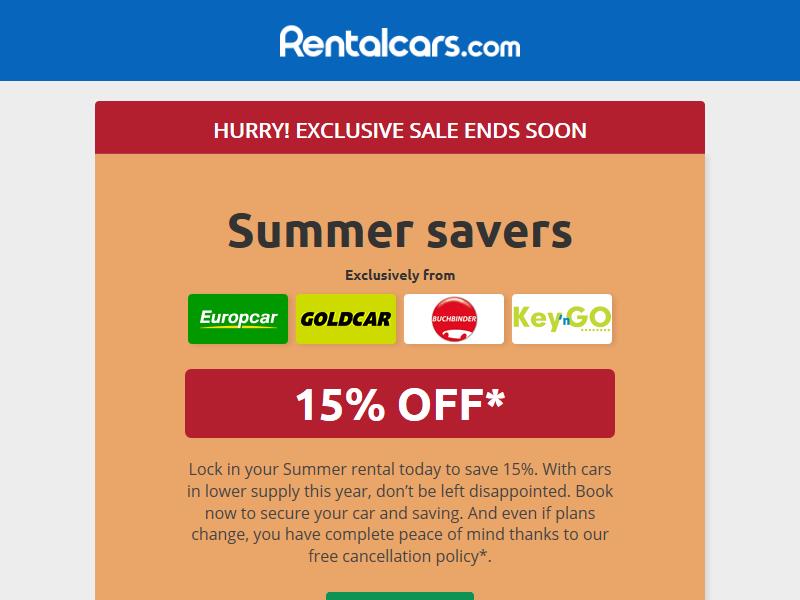 Rentalcars.com
HURRY! EXCLUSIVE SALE ENDS SOON
Summer savers
Exclusively from
Europcar GOLDCAR BUCHBINDER Key'nGO
15% OFF*
Lock in your Summer rental today to save 15%. With cars
in lower supply this year, don't be left disappointed. Book
now to secure your car and saving. And even if plans
change, you have complete peace of mind thanks to our
free cancellation policy*.